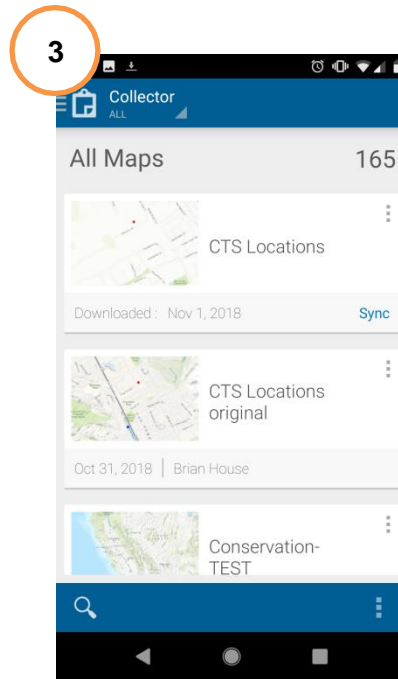 3
Collector
ALL
All Maps 165
CTS Locations
Downloaded : Nov 1, 2018 Sync
CTS Locations
original
Oct 31, 2018 | Brian House
Conservation-
TEST